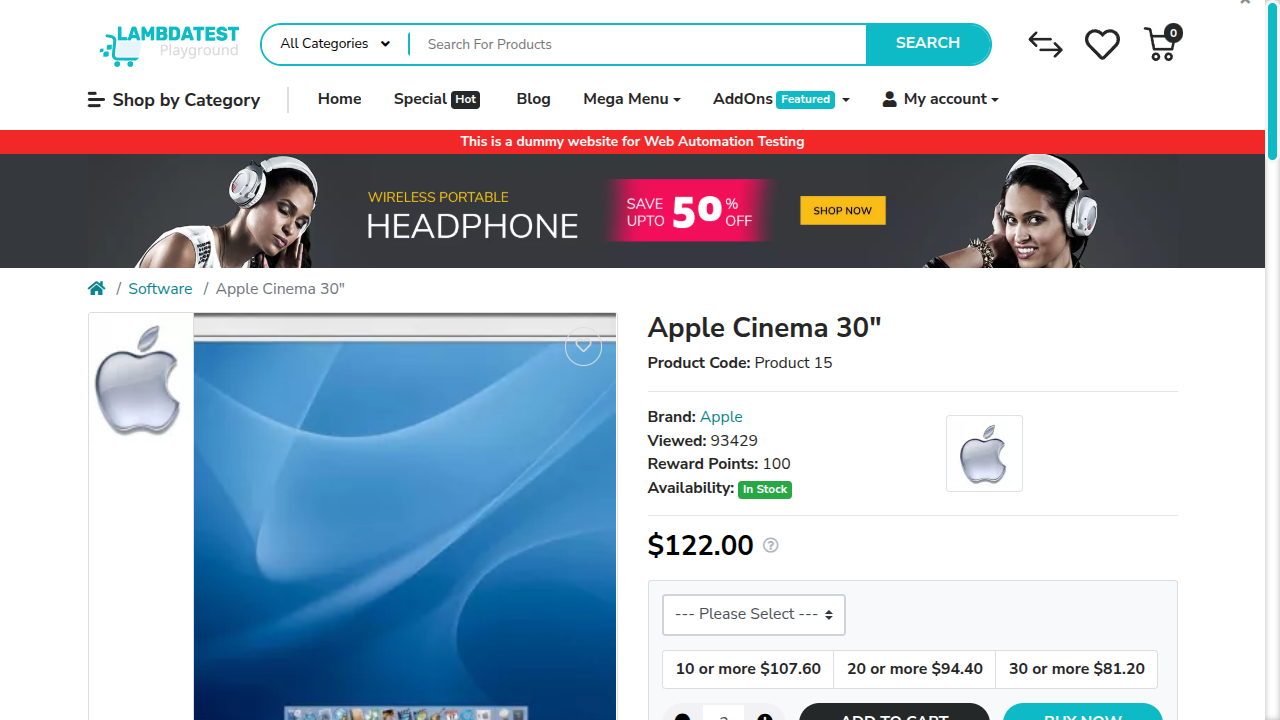 LAMBDATEST
Playground
All Categories
Search For Products
SEARCH
0
Shop by Category
Home
Special Hot
Blog
Mega Menu
AddOns Featured
My account
This is a dummy website for Web Automation Testing
WIRELESS PORTABLE
HEADPHONE
SAVE UPTO 50% OFF
SHOP NOW
/ Software / Apple Cinema 30"
Apple Cinema 30"
Product Code: Product 15
Brand: Apple
Viewed: 93429
Reward Points: 100
Availability: In Stock
$122.00
--- Please Select ---
10 or more $107.60
20 or more $94.40
30 or more $81.20
ADD TO CART
BUY NOW